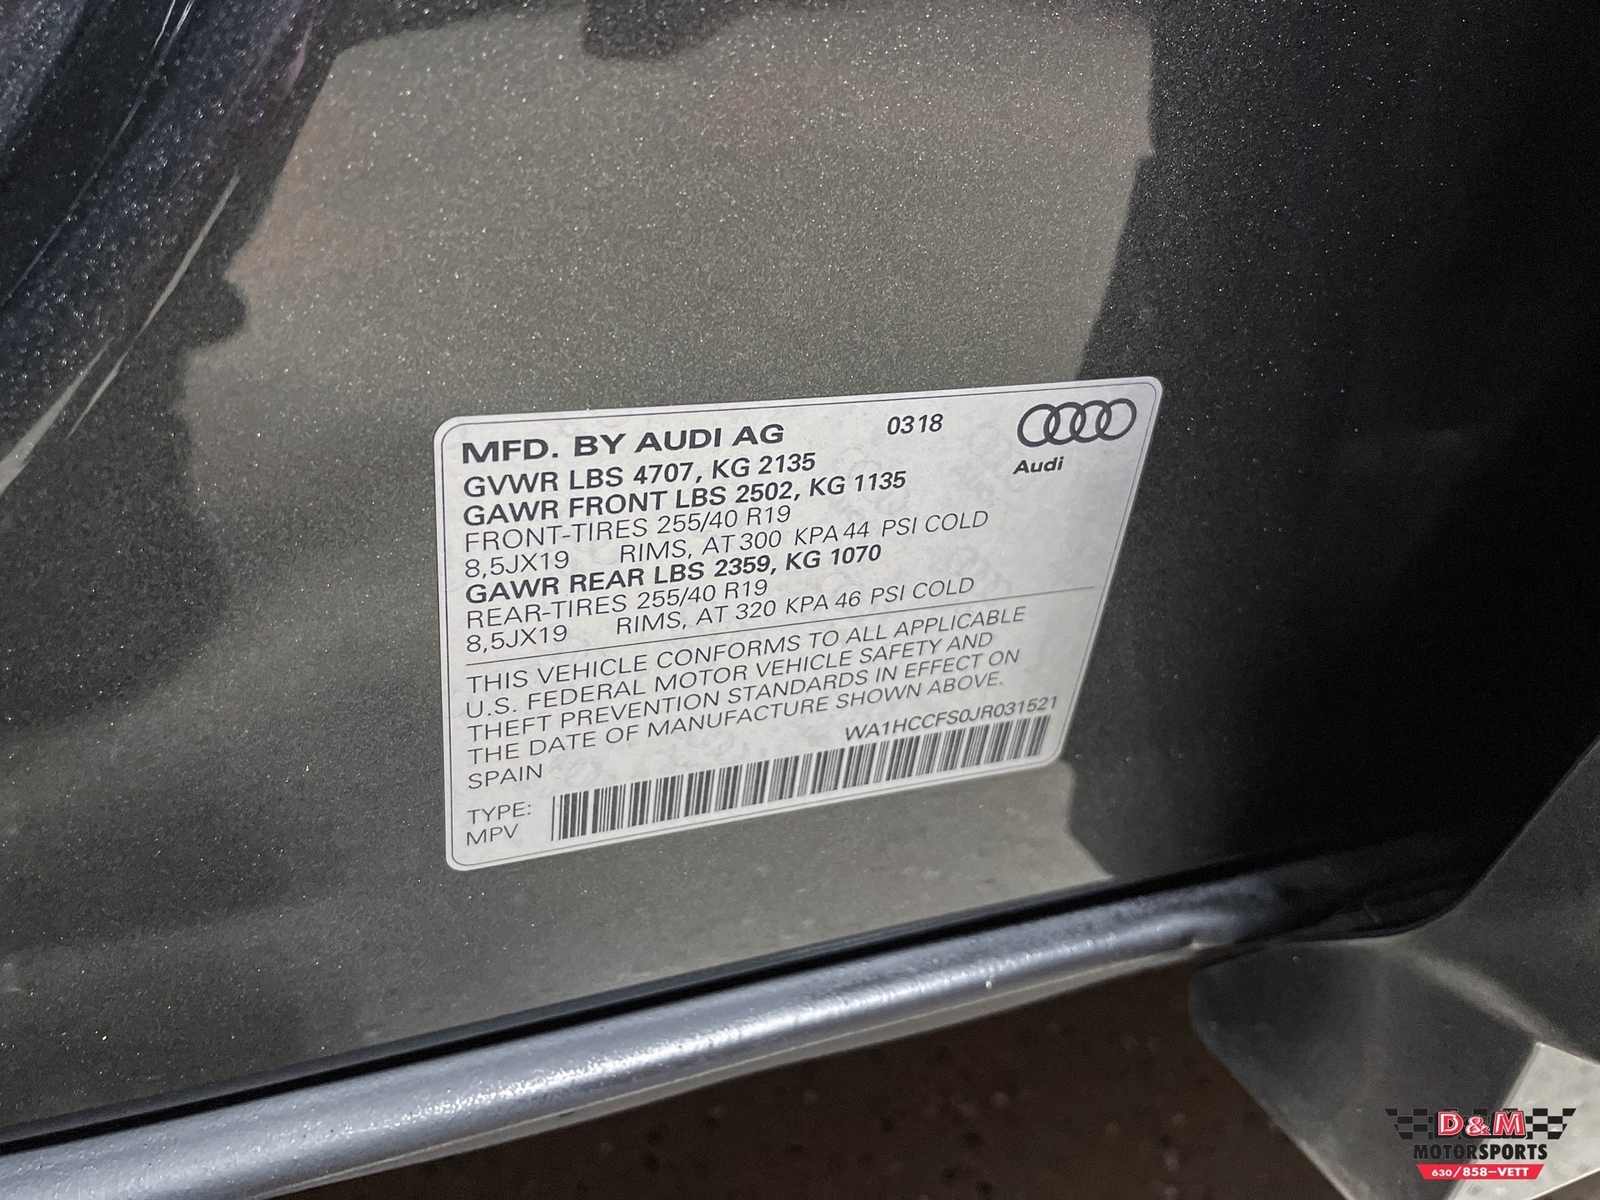 MFD. BY AUDI AG 0318
GVWR LBS 4707, KG 2135
Audi
GAWR FRONT LBS 2502, KG 1135
FRONT-TIRES 255/40 R19
8,5JX19 RIMS, AT 300 KPA 44 PSI COLD
GAWR REAR LBS 2359, KG 1070
REAR-TIRES 255/40 R19
8,5JX19 RIMS, AT 320 KPA 46 PSI COLD
THIS VEHICLE CONFORMS TO ALL APPLICABLE
U.S. FEDERAL MOTOR VEHICLE SAFETY AND
THEFT PREVENTION STANDARDS IN EFFECT ON
THE DATE OF MANUFACTURE SHOWN ABOVE.
SPAIN WA1HCCFS0JR031521
TYPE:
MPV
D&M
MOTORSPORTS
630/858-VETT